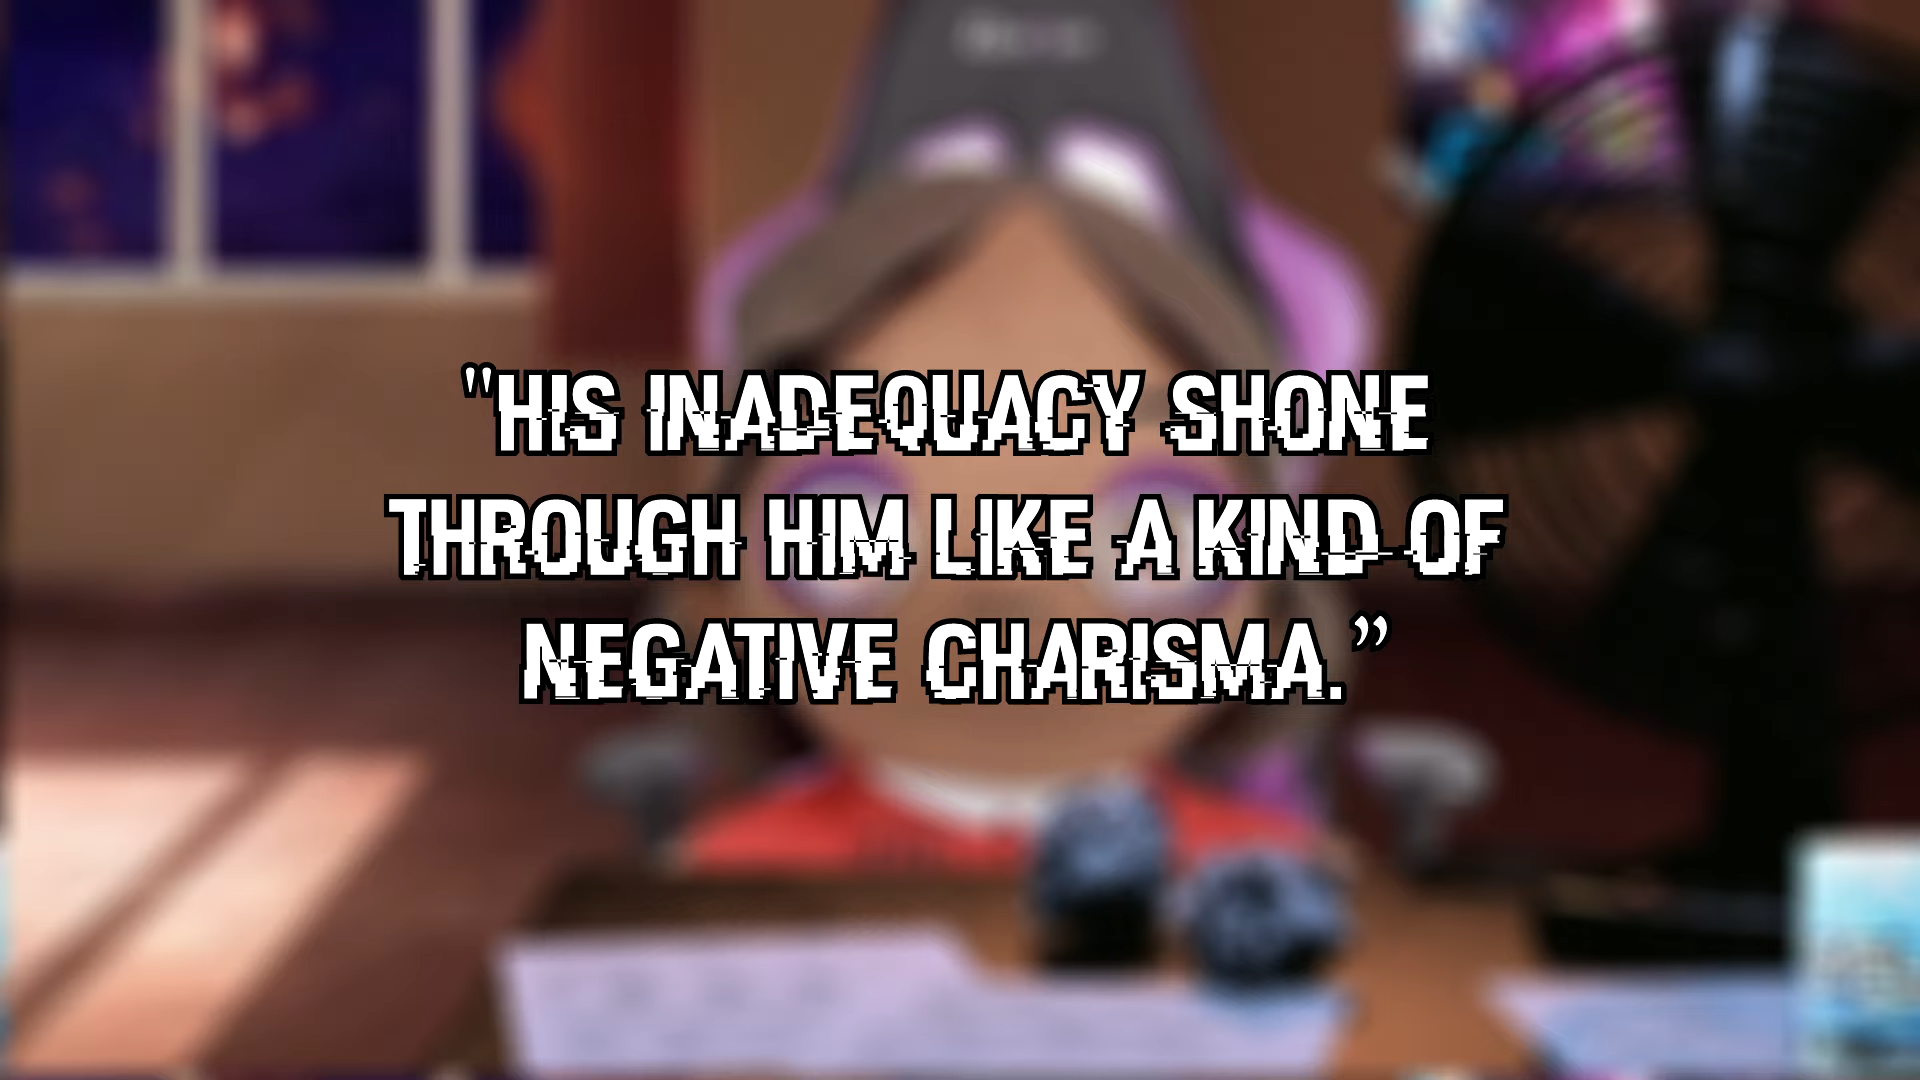 "HIS INADEQUACY SHONE
THROUGH HIM LIKE A KIND OF
NEGATIVE CHARISMA.”